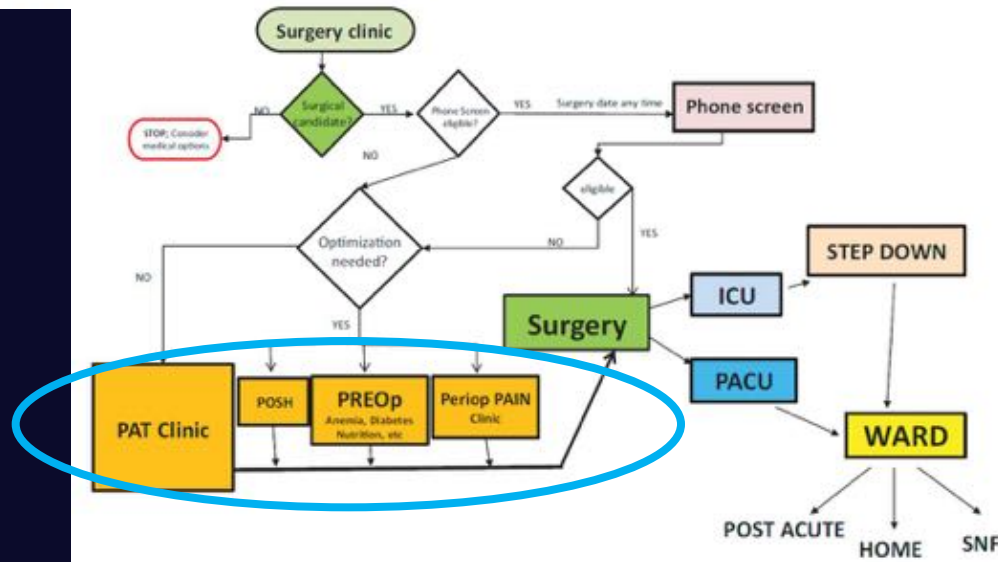 Surgery clinic
Surgical
candidate?
NO
YES
Phone Screen
eligible?
YES
Surgery date any time
Phone screen
STOP; Consider
medical options
NO
eligible
Optimization
needed?
NO
YES
NO
YES
STEP DOWN
ICU
Surgery
PACU
PAT Clinic
POSH
PREOp
Anemia, Diabetes
Nutrition, etc
Periop PAIN
Clinic
WARD
POST ACUTE
HOME
SNF